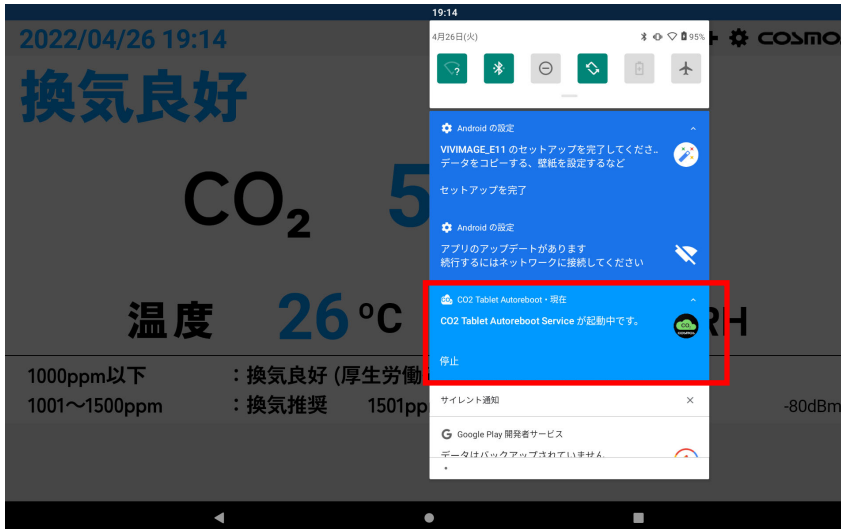 19:14
2022/04/26 19:14
COSMO
換気良好
CO₂ 5
温度 26 ℃
RH
1000ppm以下 ：換気良好 (厚生労働
1001～1500ppm ：換気推奨 1501pp
-80dBm
4月26日(火)
95%
Android の設定
VIVIMAGE_E11 のセットアップを完了してくださ..
データをコピーする、壁紙を設定するなど
セットアップを完了
Android の設定
アプリのアップデートがあります
続行するにはネットワークに接続してください
CO2 Tablet Autoreboot・現在
CO2 Tablet Autoreboot Service が起動中です。
停止
サイレント通知
G Google Play 開発者サービス
データはバックアップされていません